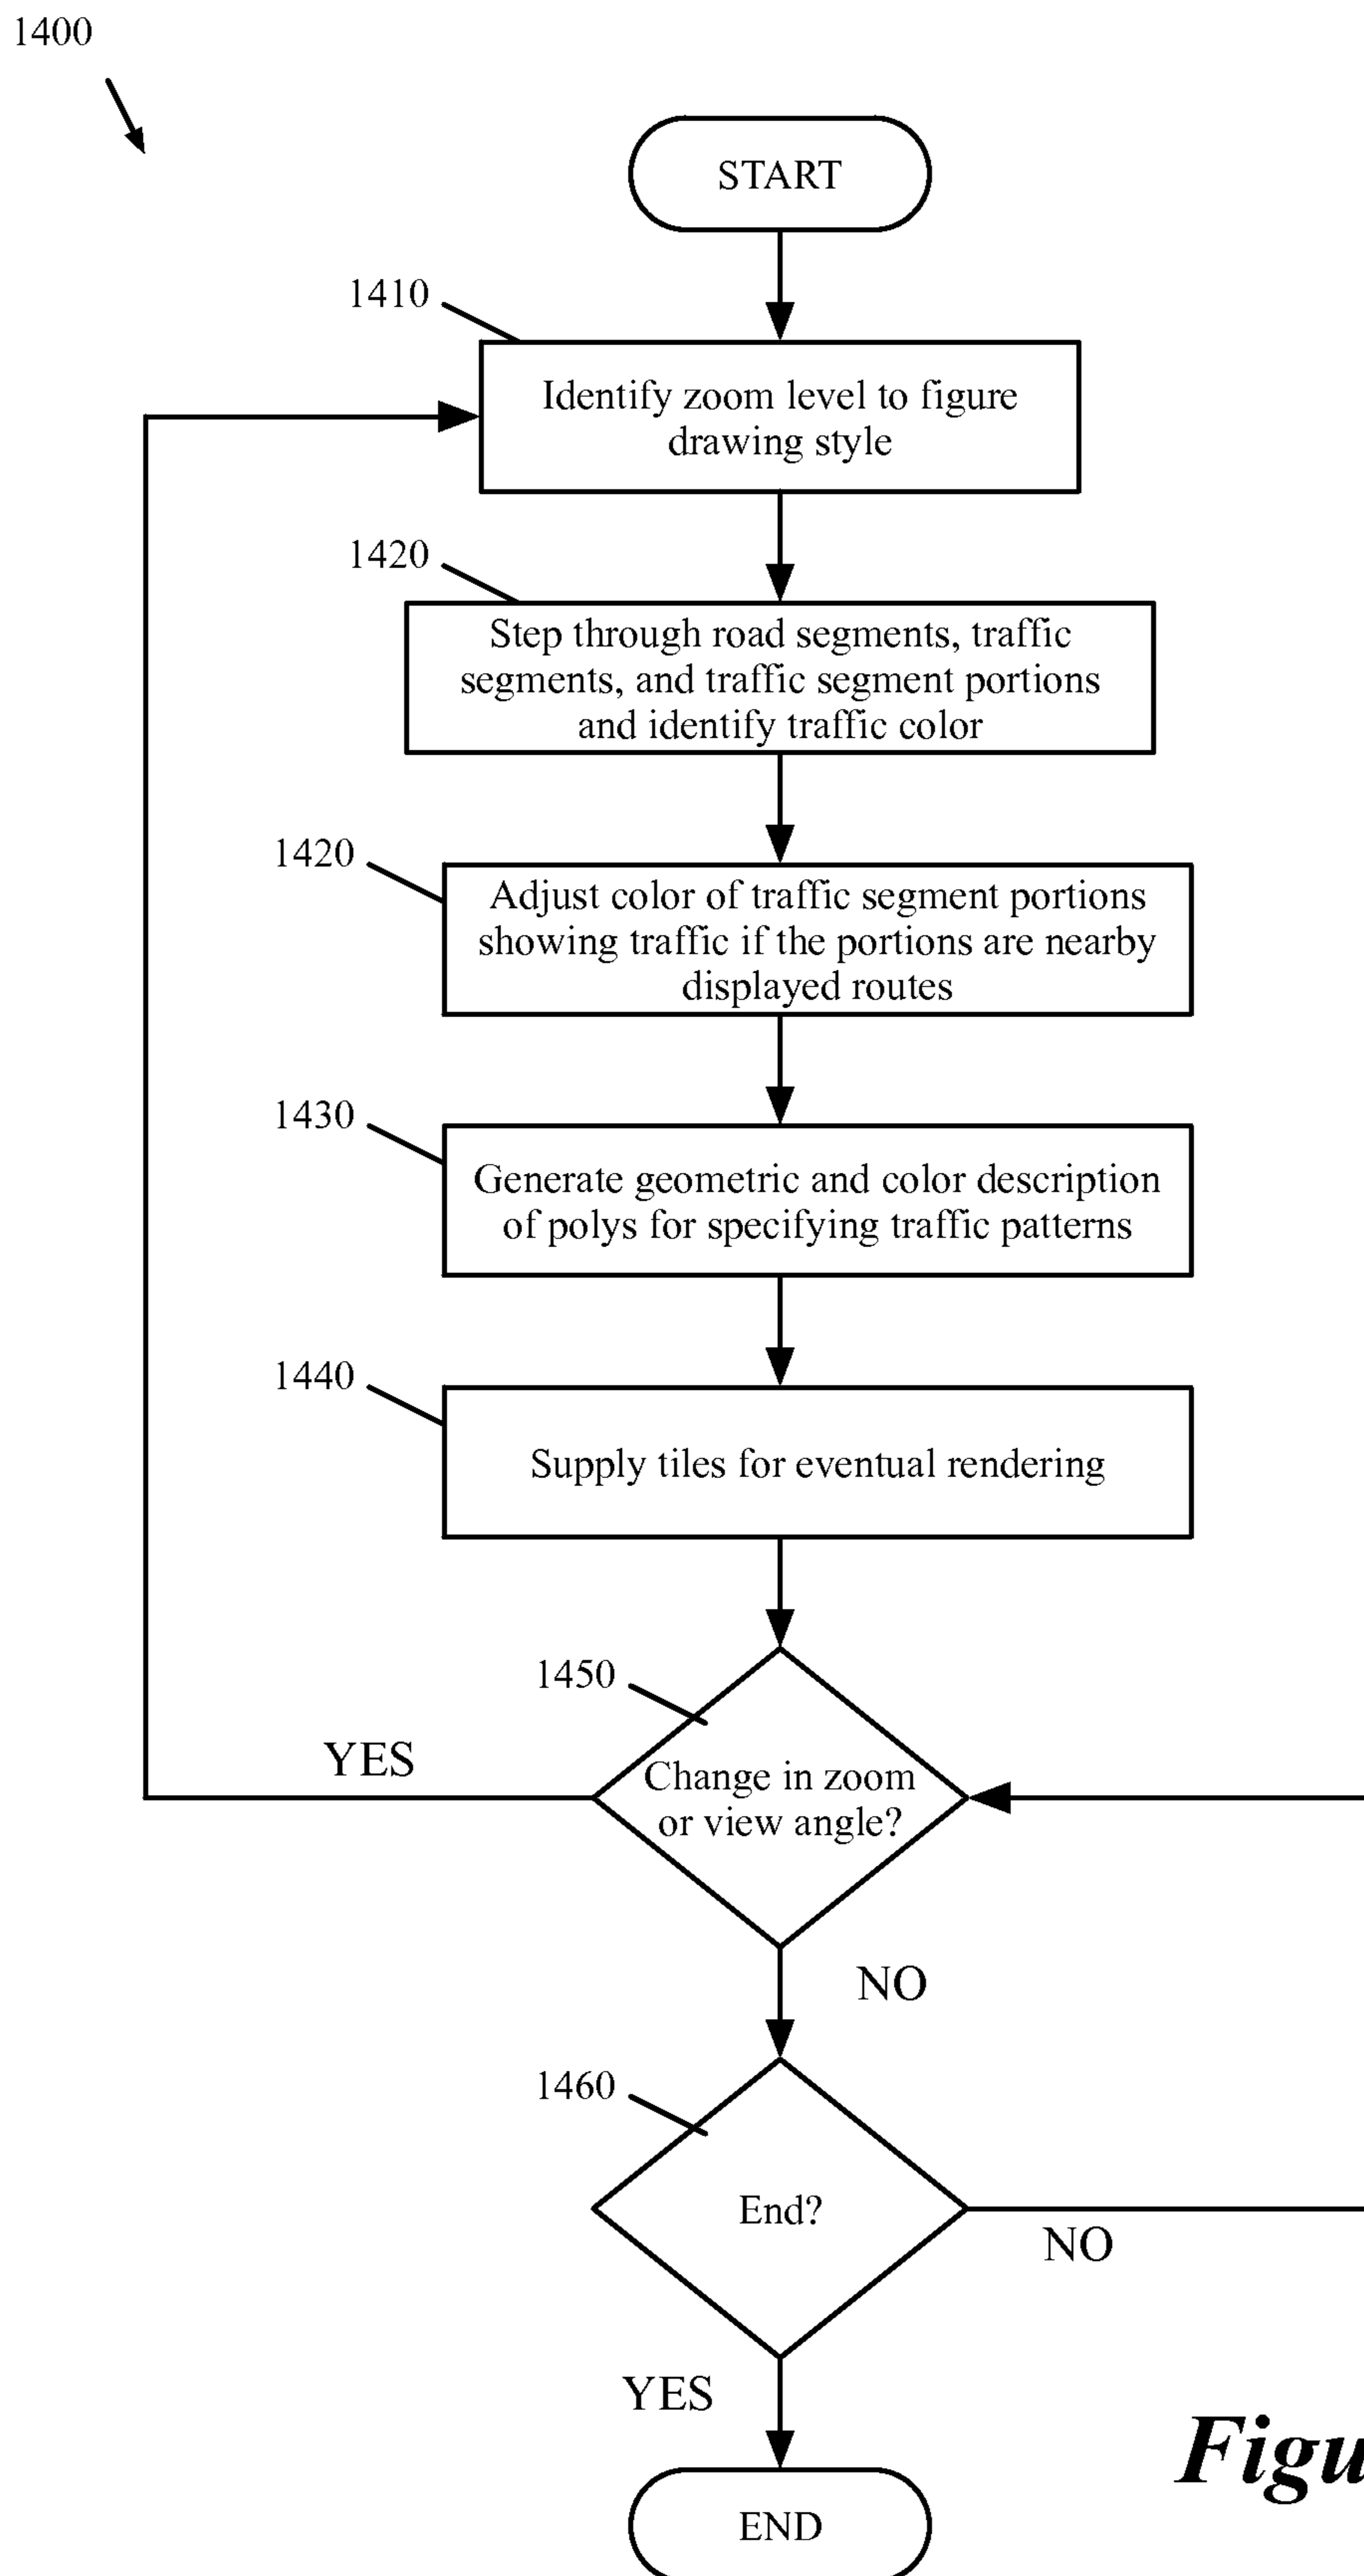 1400
START
1410
Identify zoom level to figure
drawing style
1420
Step through road segments, traffic
segments, and traffic segment portions
and identify traffic color
1420
Adjust color of traffic segment portions
showing traffic if the portions are nearby
displayed routes
1430
Generate geometric and color description
of polys for specifying traffic patterns
1440
Supply tiles for eventual rendering
1450
YES
Change in zoom
or view angle?
NO
1460
End?
NO
YES
Figu
END